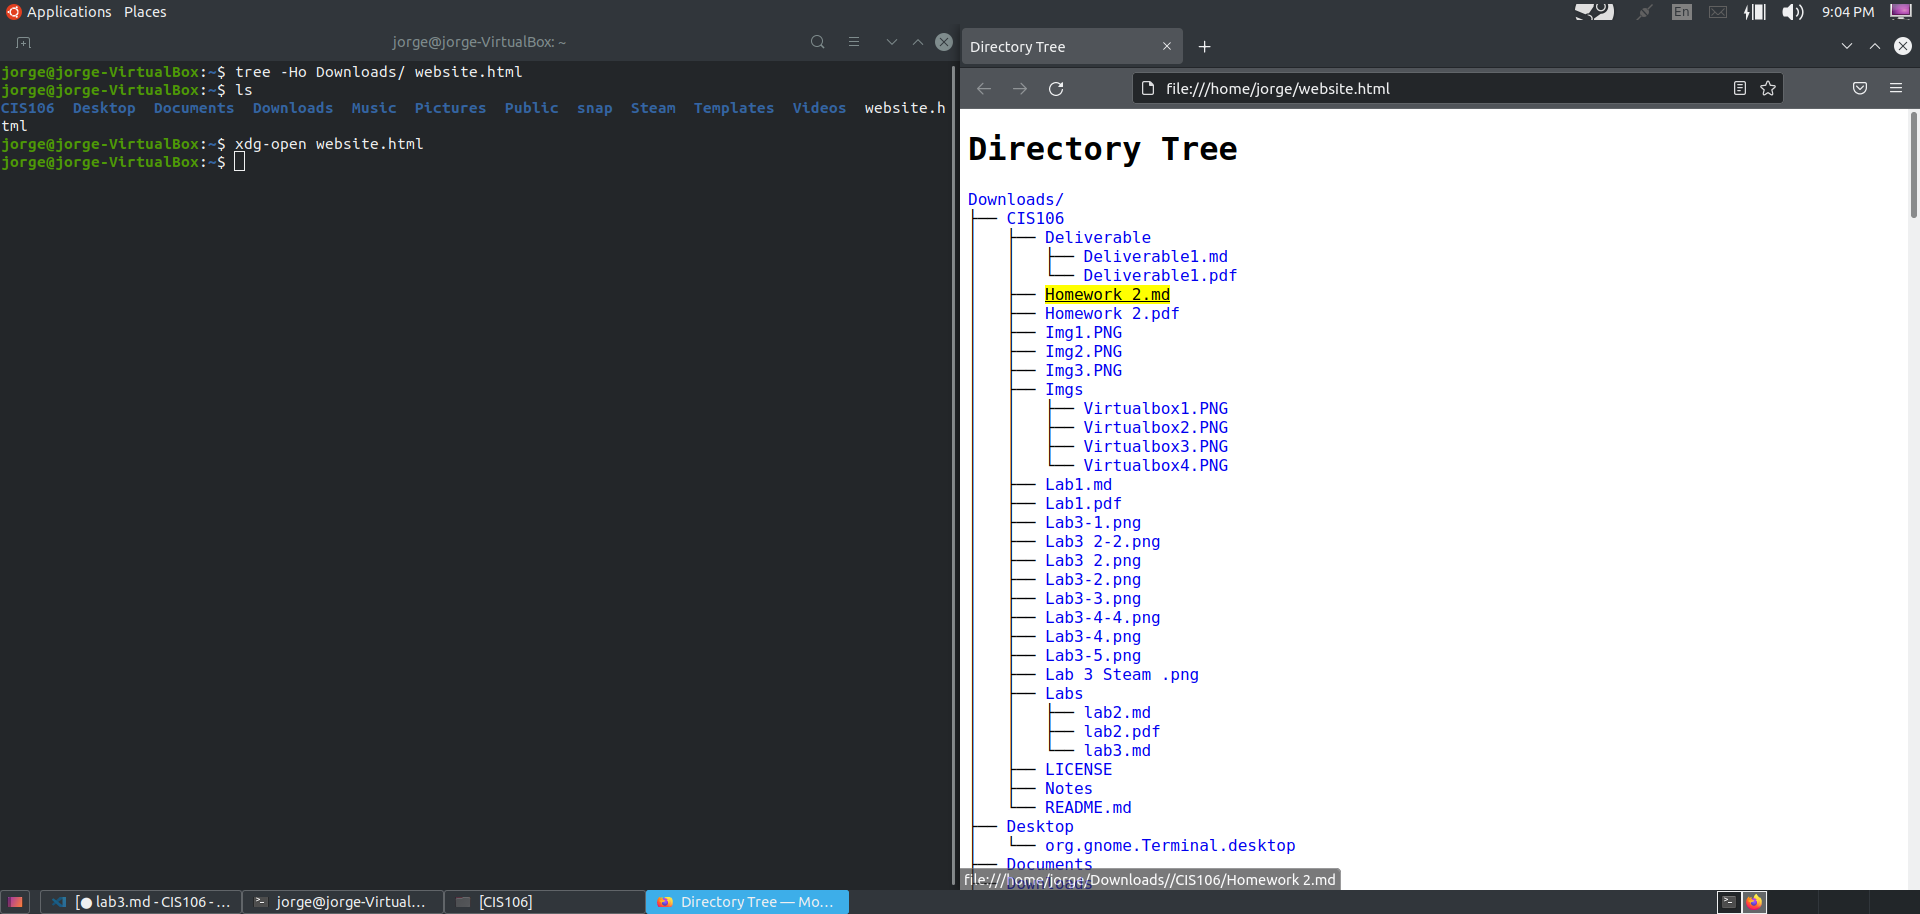 Applications Places
En
9:04 PM
jorge@jorge-VirtualBox: ~
jorge@jorge-VirtualBox:~$ tree -Ho Downloads/ website.html
jorge@jorge-VirtualBox:~$ ls
CIS106 Desktop Documents Downloads Music Pictures Public snap Steam Templates Videos website.h
tml
jorge@jorge-VirtualBox:~$ xdg-open website.html
jorge@jorge-VirtualBox:~$
Directory Tree
file:///home/jorge/website.html
Directory Tree
Downloads/
├── CIS106
│   ├── Deliverable
│   │   ├── Deliverable1.md
│   │   └── Deliverable1.pdf
│   ├── Homework 2.md
│   ├── Homework 2.pdf
│   ├── Img1.PNG
│   ├── Img2.PNG
│   ├── Img3.PNG
│   ├── Imgs
│   │   ├── Virtualbox1.PNG
│   │   ├── Virtualbox2.PNG
│   │   ├── Virtualbox3.PNG
│   │   └── Virtualbox4.PNG
│   ├── Lab1.md
│   ├── Lab1.pdf
│   ├── Lab3-1.png
│   ├── Lab3 2-2.png
│   ├── Lab3 2.png
│   ├── Lab3-2.png
│   ├── Lab3-3.png
│   ├── Lab3-4-4.png
│   ├── Lab3-4.png
│   ├── Lab3-5.png
│   ├── Lab 3 Steam .png
│   ├── Labs
│   │   ├── lab2.md
│   │   ├── lab2.pdf
│   │   └── lab3.md
│   ├── LICENSE
│   ├── Notes
│   └── README.md
├── Desktop
│   └── org.gnome.Terminal.desktop
├── Documents
├── Downloads
file:///home/jorge/Downloads//CIS106/Homework 2.md
[● lab3.md - CIS106 - ...
jorge@jorge-Virtual...
[CIS106]
Directory Tree — Mo...